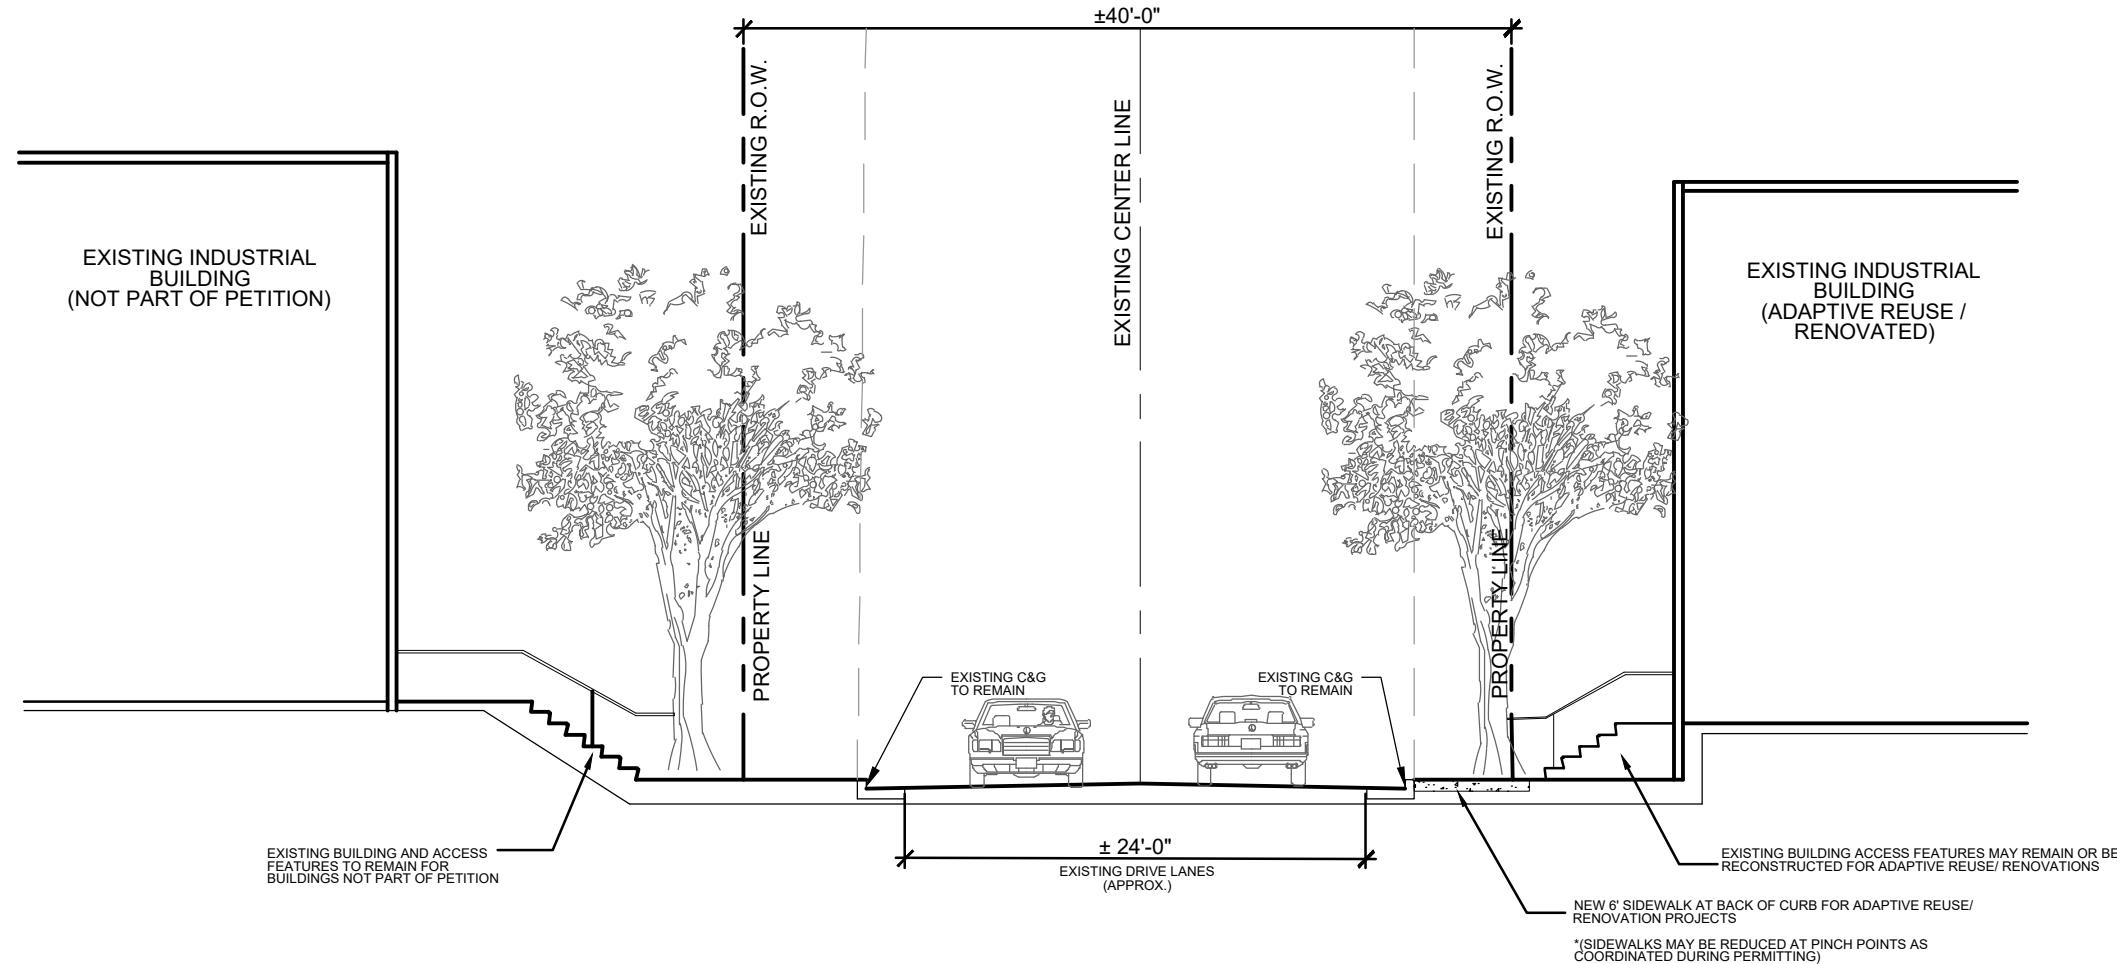 ±40'-0"
EXISTING R.O.W.
EXISTING CENTER LINE
EXISTING R.O.W.
EXISTING INDUSTRIAL
BUILDING
(NOT PART OF PETITION)
EXISTING INDUSTRIAL
BUILDING
(ADAPTIVE REUSE /
RENOVATED)
PROPERTY LINE
PROPERTY LINE
EXISTING C&G
TO REMAIN
EXISTING C&G
TO REMAIN
± 24'-0"
EXISTING DRIVE LANES
(APPROX.)
EXISTING BUILDING AND ACCESS
FEATURES TO REMAIN FOR
BUILDINGS NOT PART OF PETITION
EXISTING BUILDING ACCESS FEATURES MAY REMAIN OR BE
RECONSTRUCTED FOR ADAPTIVE REUSE/ RENOVATIONS
NEW 6' SIDEWALK AT BACK OF CURB FOR ADAPTIVE REUSE/
RENOVATION PROJECTS
*(SIDEWALKS MAY BE REDUCED AT PINCH POINTS AS
COORDINATED DURING PERMITTING)